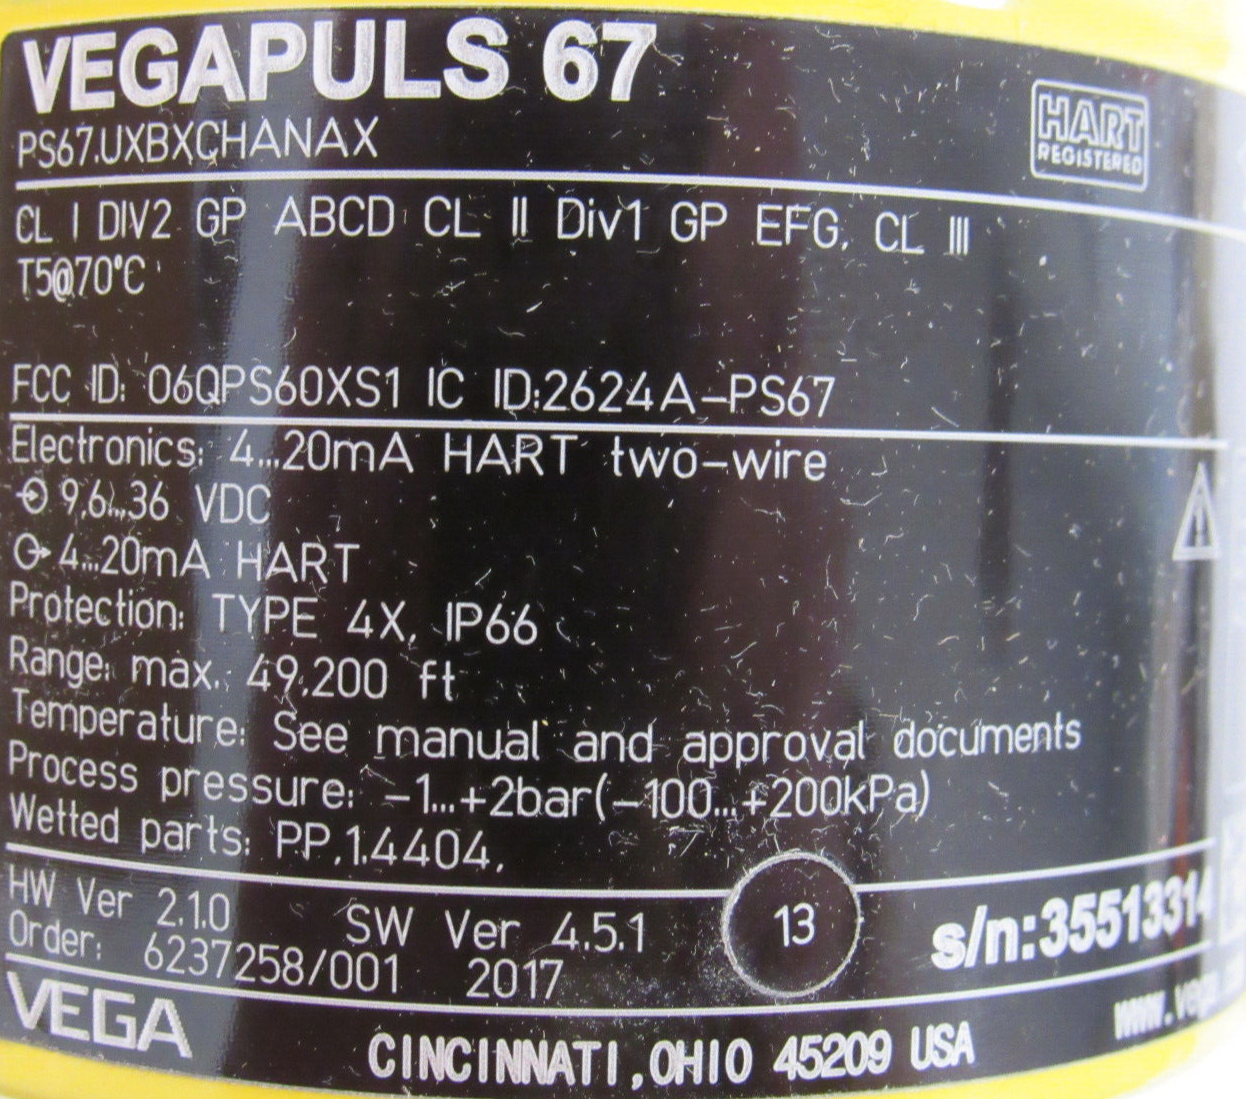 VEGAPULS 67
PS67.UXBXCHANAX
HART
REGISTERED
CL I DIV2 GP ABCD CL II Div1 GP EFG, CL III
T5@70°C
FCC ID: O6QPS60XS1 IC ID:2624A-PS67
Electronics: 4...20mA HART two-wire
9,6...36 VDC
4...20mA HART
Protection: TYPE 4X, IP66
Range: max. 49,200 ft
Temperature: See manual and approval documents
Process pressure: -1...+2bar(-100...+200kPa)
Wetted parts: PP,1.4404,
HW Ver 2.1.0 SW Ver 4.5.1
13
s/n:35513314
Order: 6237258/001 2017
VEGA
CINCINNATI,OHIO 45209 USA
www.vega